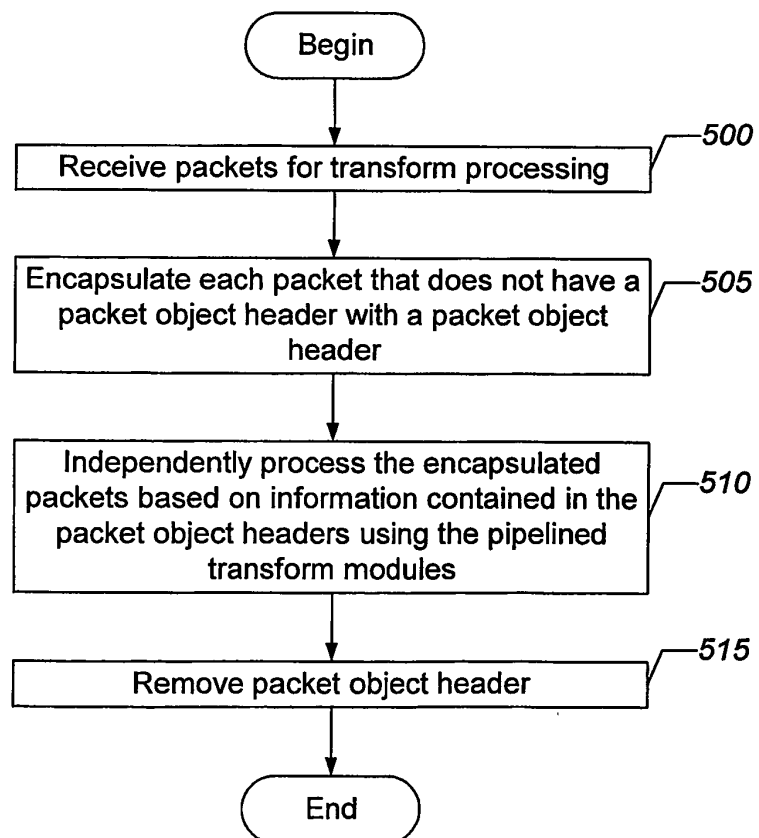 Begin
500
Receive packets for transform processing
505
Encapsulate each packet that does not have a
packet object header with a packet object
header
510
Independently process the encapsulated
packets based on information contained in the
packet object headers using the pipelined
transform modules
515
Remove packet object header
End